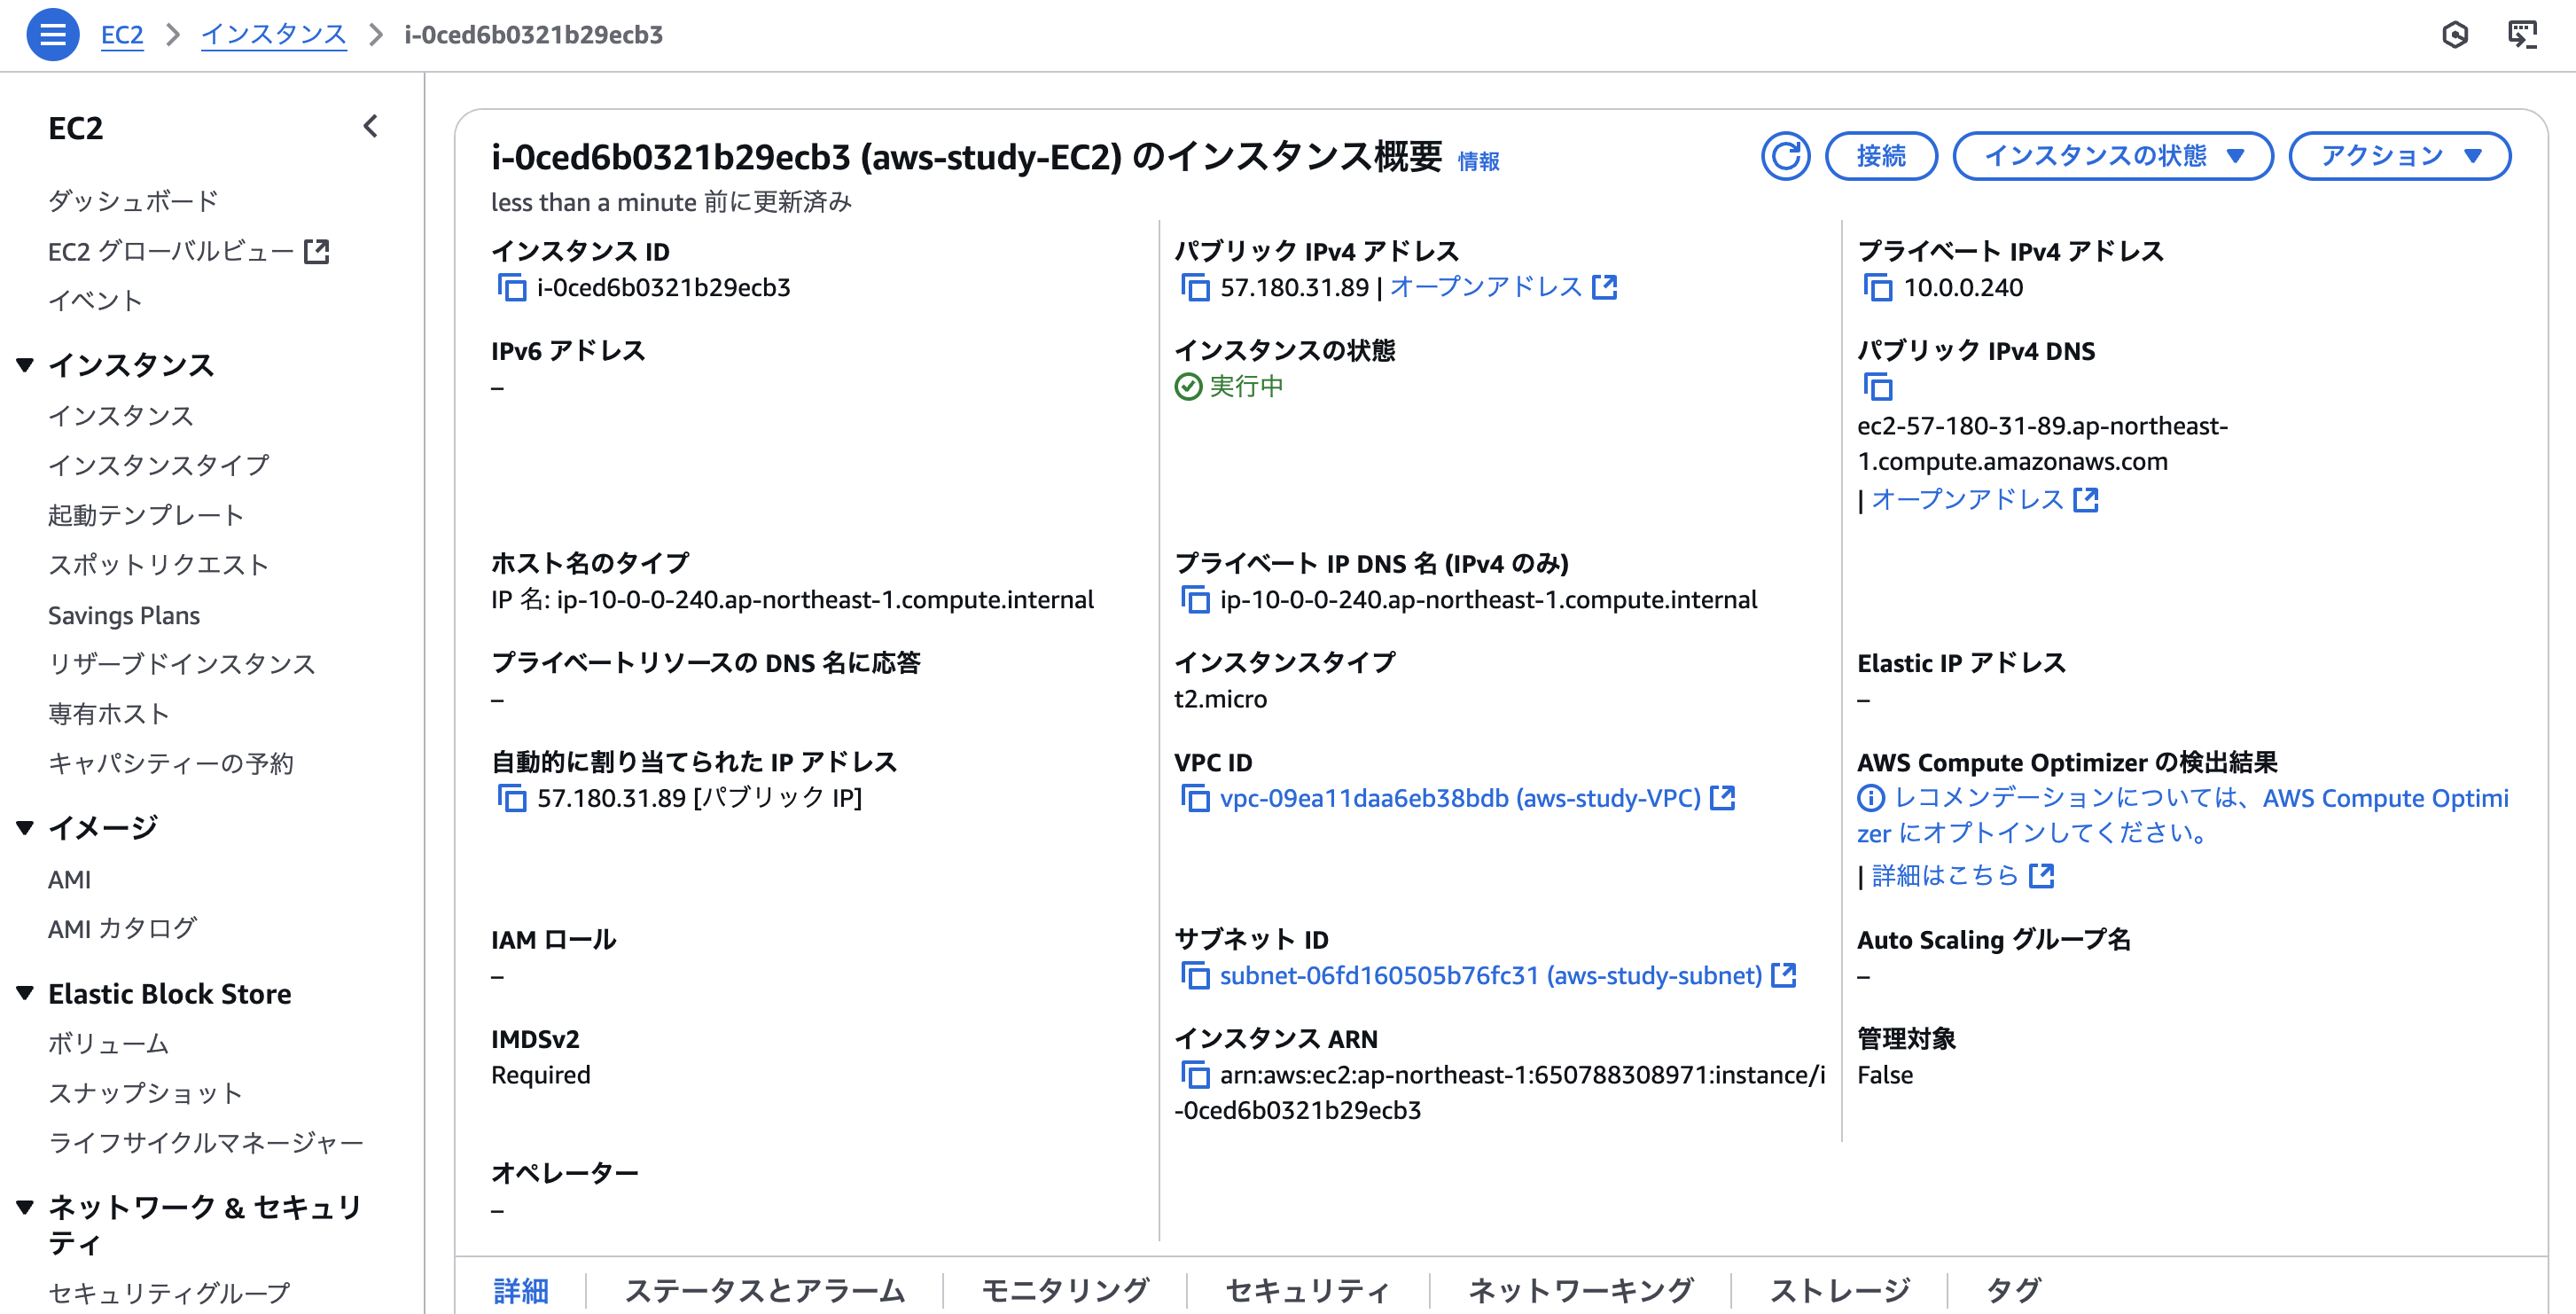 EC2 > インスタンス > i-0ced6b0321b29ecb3
EC2
ダッシュボード
EC2 グローバルビュー
イベント
インスタンス
インスタンス
インスタンスタイプ
起動テンプレート
スポットリクエスト
Savings Plans
リザーブドインスタンス
専有ホスト
キャパシティーの予約
イメージ
AMI
AMI カタログ
Elastic Block Store
ボリューム
スナップショット
ライフサイクルマネージャー
ネットワーク & セキュリ
ティ
セキュリティグループ
i-0ced6b0321b29ecb3 (aws-study-EC2) のインスタンス概要 情報
less than a minute 前に更新済み
接続
インスタンスの状態
アクション
インスタンス ID
i-0ced6b0321b29ecb3
パブリック IPv4 アドレス
57.180.31.89 | オープンアドレス
プライベート IPv4 アドレス
10.0.0.240
IPv6 アドレス
–
インスタンスの状態
実行中
パブリック IPv4 DNS
ec2-57-180-31-89.ap-northeast-
1.compute.amazonaws.com
| オープンアドレス
ホスト名のタイプ
IP 名: ip-10-0-0-240.ap-northeast-1.compute.internal
プライベート IP DNS 名 (IPv4 のみ)
ip-10-0-0-240.ap-northeast-1.compute.internal
プライベートリソースの DNS 名に応答
–
インスタンスタイプ
t2.micro
Elastic IP アドレス
–
自動的に割り当てられた IP アドレス
57.180.31.89 [パブリック IP]
VPC ID
vpc-09ea11daa6eb38bdb (aws-study-VPC)
AWS Compute Optimizer の検出結果
レコメンデーションについては、AWS Compute Optimi
zer にオプトインしてください。
| 詳細はこちら
IAM ロール
–
サブネット ID
subnet-06fd160505b76fc31 (aws-study-subnet)
Auto Scaling グループ名
–
IMDSv2
Required
インスタンス ARN
arn:aws:ec2:ap-northeast-1:650788308971:instance/i
-0ced6b0321b29ecb3
管理対象
False
オペレーター
–
詳細
ステータスとアラーム
モニタリング
セキュリティ
ネットワーキング
ストレージ
タグ